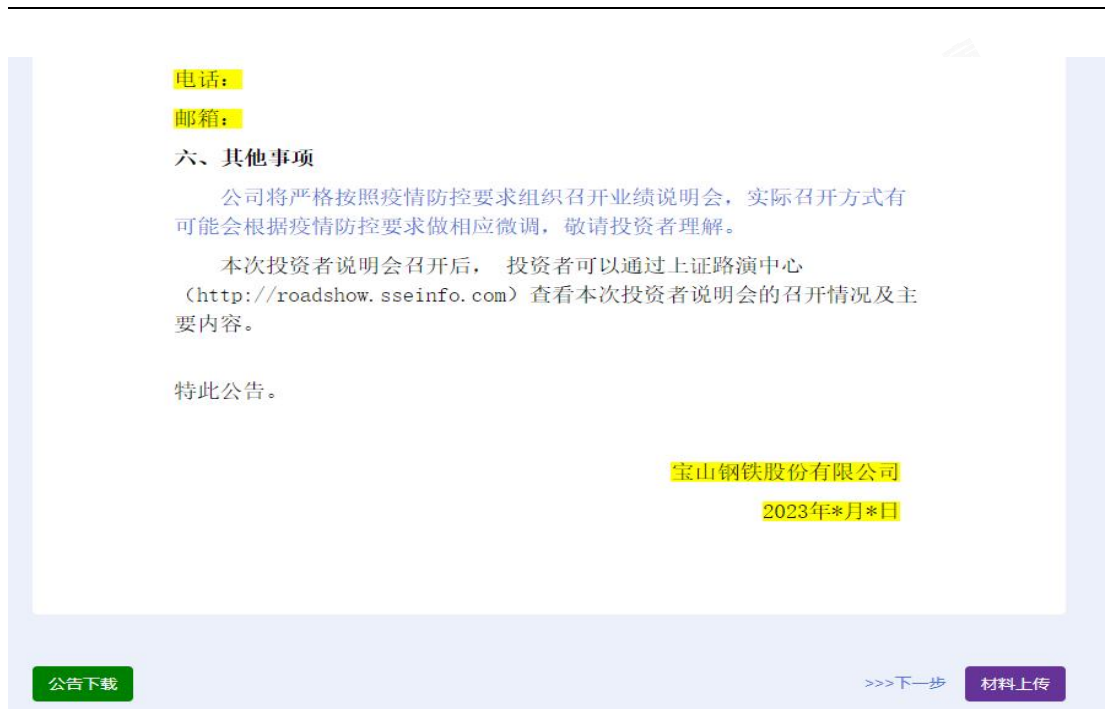 电话：
邮箱：
六、其他事项
公司将严格按照疫情防控要求组织召开业绩说明会，实际召开方式有
可能会根据疫情防控要求做相应微调，敬请投资者理解。
本次投资者说明会召开后， 投资者可以通过上证路演中心
（http://roadshow.sseinfo.com）查看本次投资者说明会的召开情况及主
要内容。
特此公告。
宝山钢铁股份有限公司
2023年*月*日
公告下载
>>>下一步
材料上传